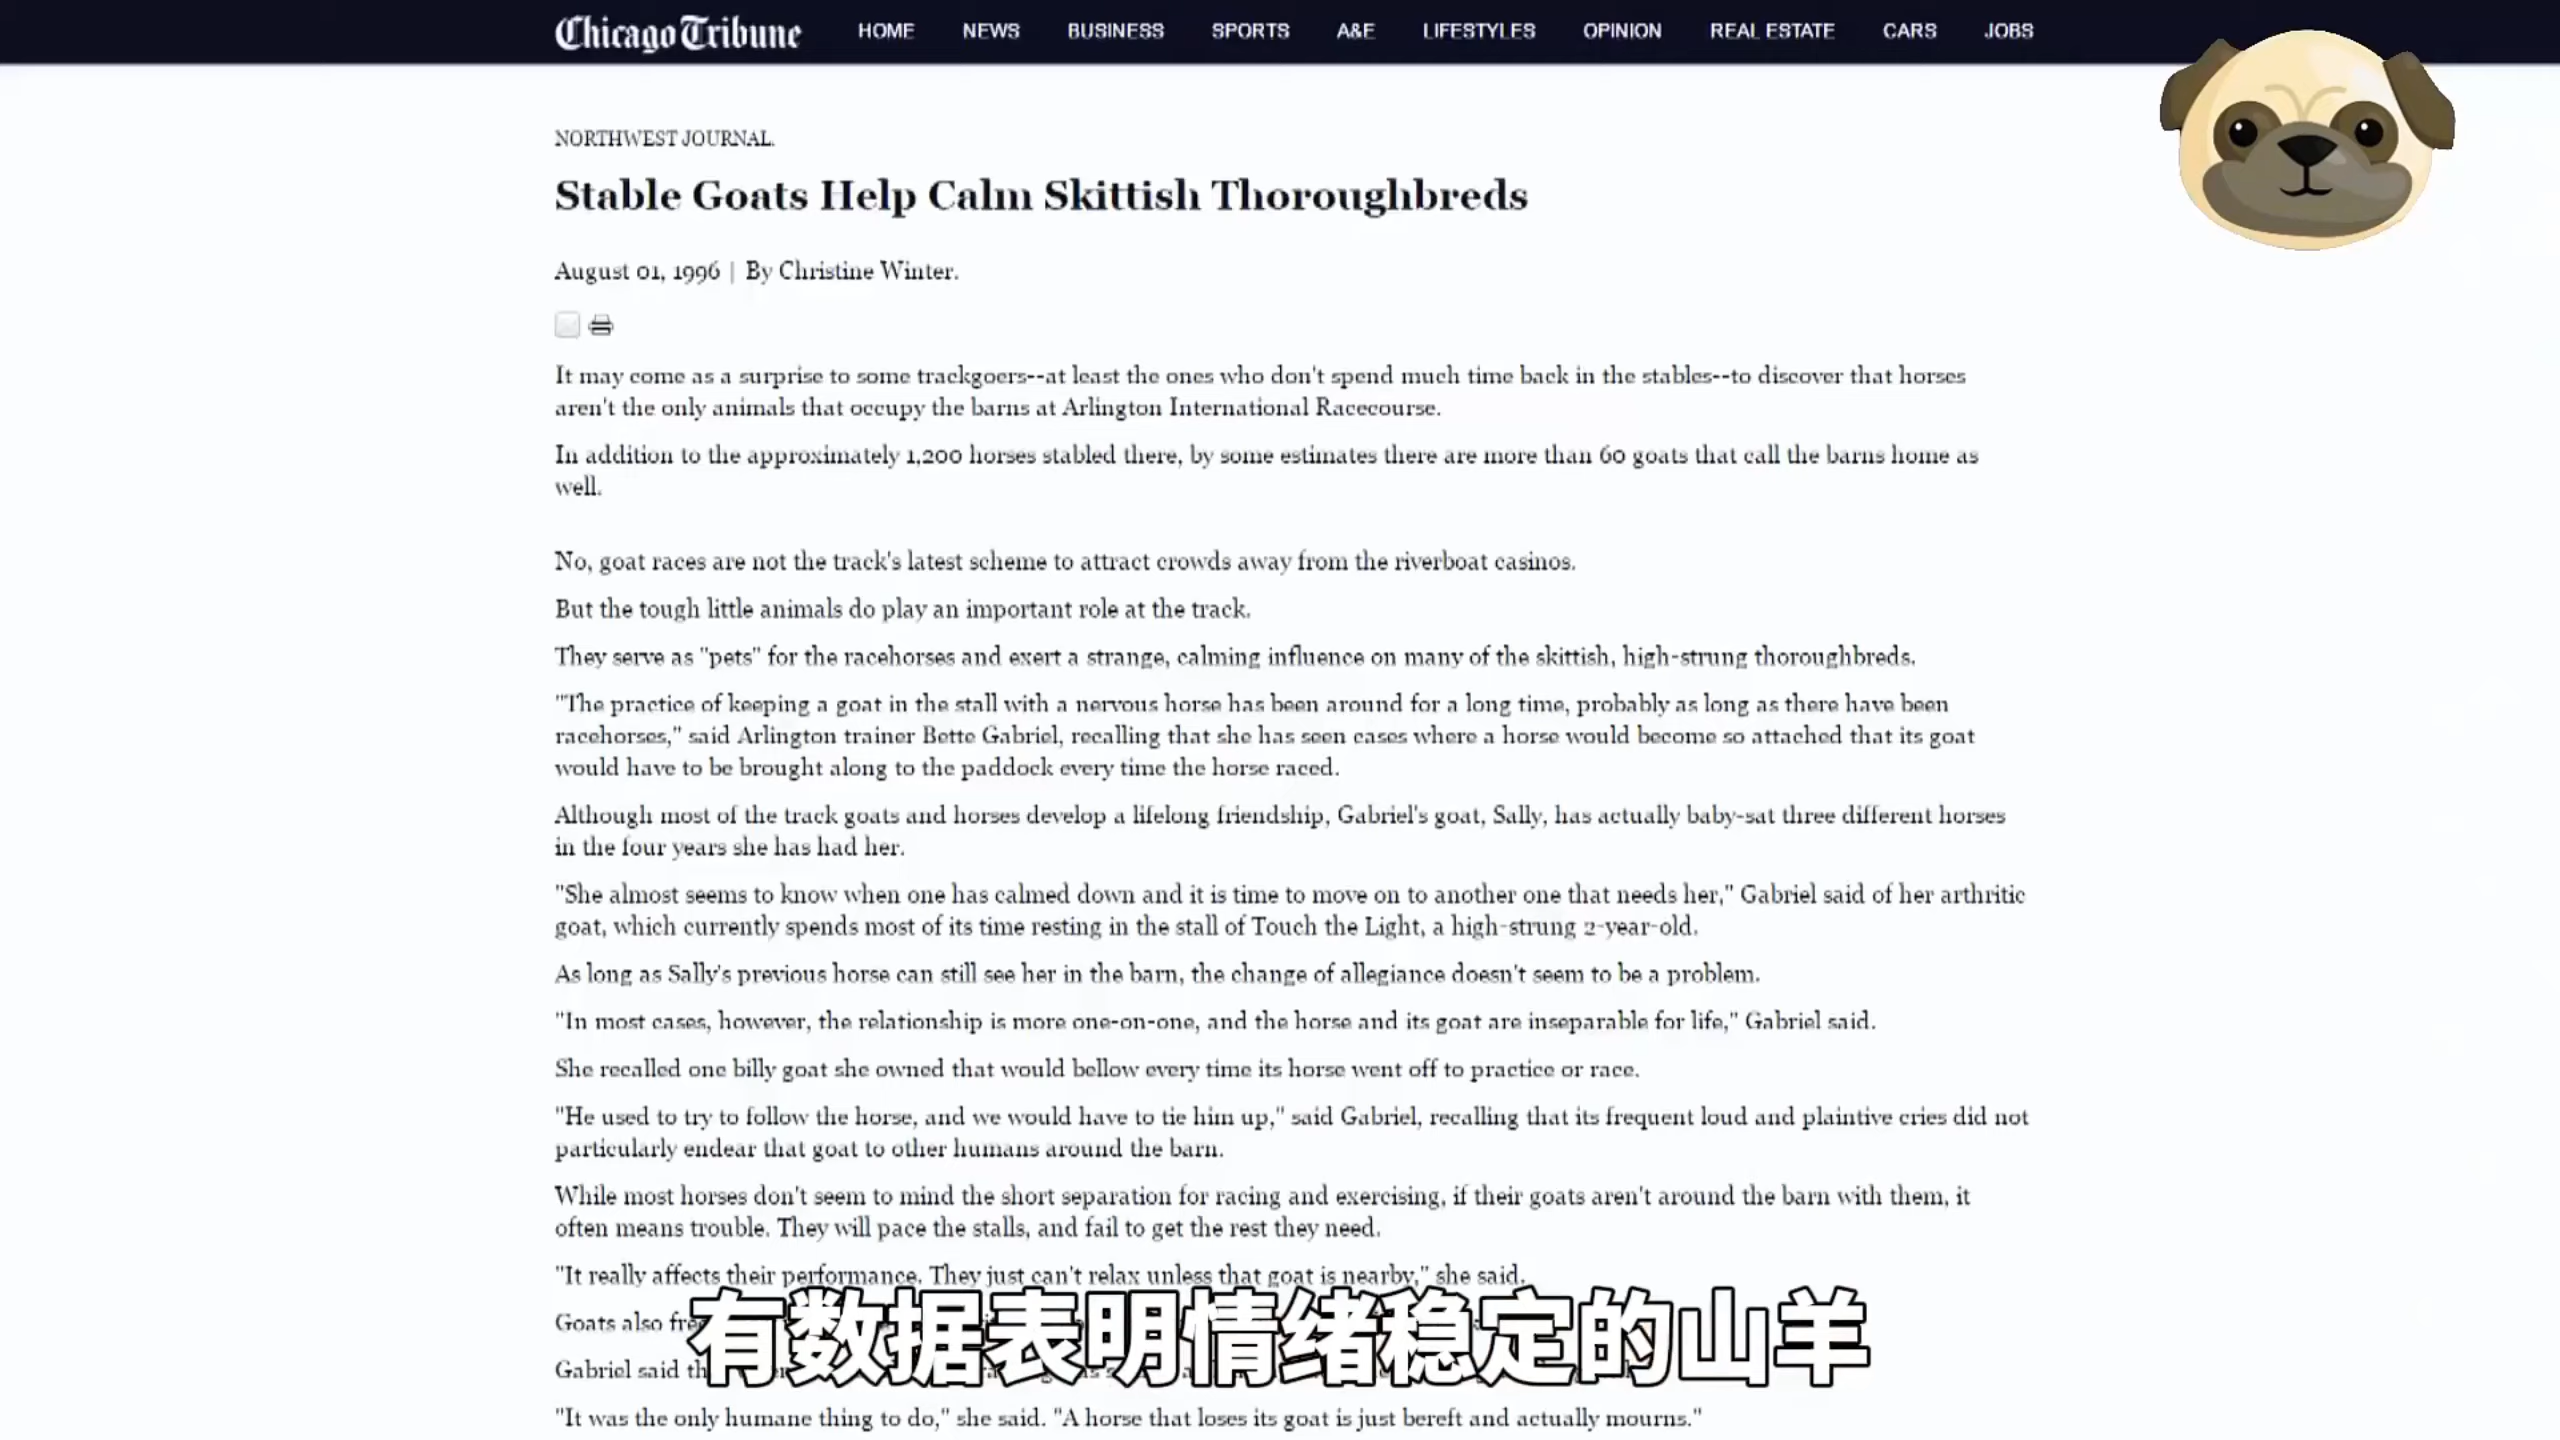 Chicago Tribune HOME NEWS BUSINESS SPORTS A&E LIFESTYLES OPINION REAL ESTATE CARS JOBS
NORTHWEST JOURNAL.
Stable Goats Help Calm Skittish Thoroughbreds
August 01, 1996 | By Christine Winter.
It may come as a surprise to some trackgoers--at least the ones who don't spend much time back in the stables--to discover that horses
aren't the only animals that occupy the barns at Arlington International Racecourse.
In addition to the approximately 1,200 horses stabled there, by some estimates there are more than 60 goats that call the barns home as
well.
No, goat races are not the track's latest scheme to attract crowds away from the riverboat casinos.
But the tough little animals do play an important role at the track.
They serve as "pets" for the racehorses and exert a strange, calming influence on many of the skittish, high-strung thoroughbreds.
"The practice of keeping a goat in the stall with a nervous horse has been around for a long time, probably as long as there have been
racehorses," said Arlington trainer Bette Gabriel, recalling that she has seen cases where a horse would become so attached that its goat
would have to be brought along to the paddock every time the horse raced.
Although most of the track goats and horses develop a lifelong friendship, Gabriel's goat, Sally, has actually baby-sat three different horses
in the four years she has had her.
"She almost seems to know when one has calmed down and it is time to move on to another one that needs her," Gabriel said of her arthritic
goat, which currently spends most of its time resting in the stall of Touch the Light, a high-strung 2-year-old.
As long as Sally's previous horse can still see her in the barn, the change of allegiance doesn't seem to be a problem.
"In most cases, however, the relationship is more one-on-one, and the horse and its goat are inseparable for life," Gabriel said.
She recalled one billy goat she owned that would bellow every time its horse went off to practice or race.
"He used to try to follow the horse, and we would have to tie him up," said Gabriel, recalling that its frequent loud and plaintive cries did not
particularly endear that goat to other humans around the barn.
While most horses don't seem to mind the short separation for racing and exercising, if their goats aren't around the barn with them, it
often means trouble. They will pace the stalls, and fail to get the rest they need.
"It really affects their performance. They just can't relax unless that goat is nearby," she said.
Goats also
有数据表明情绪稳定的山羊
Gabriel said
"It was the only humane thing to do," she said. "A horse that loses its goat is just bereft and actually mourns."